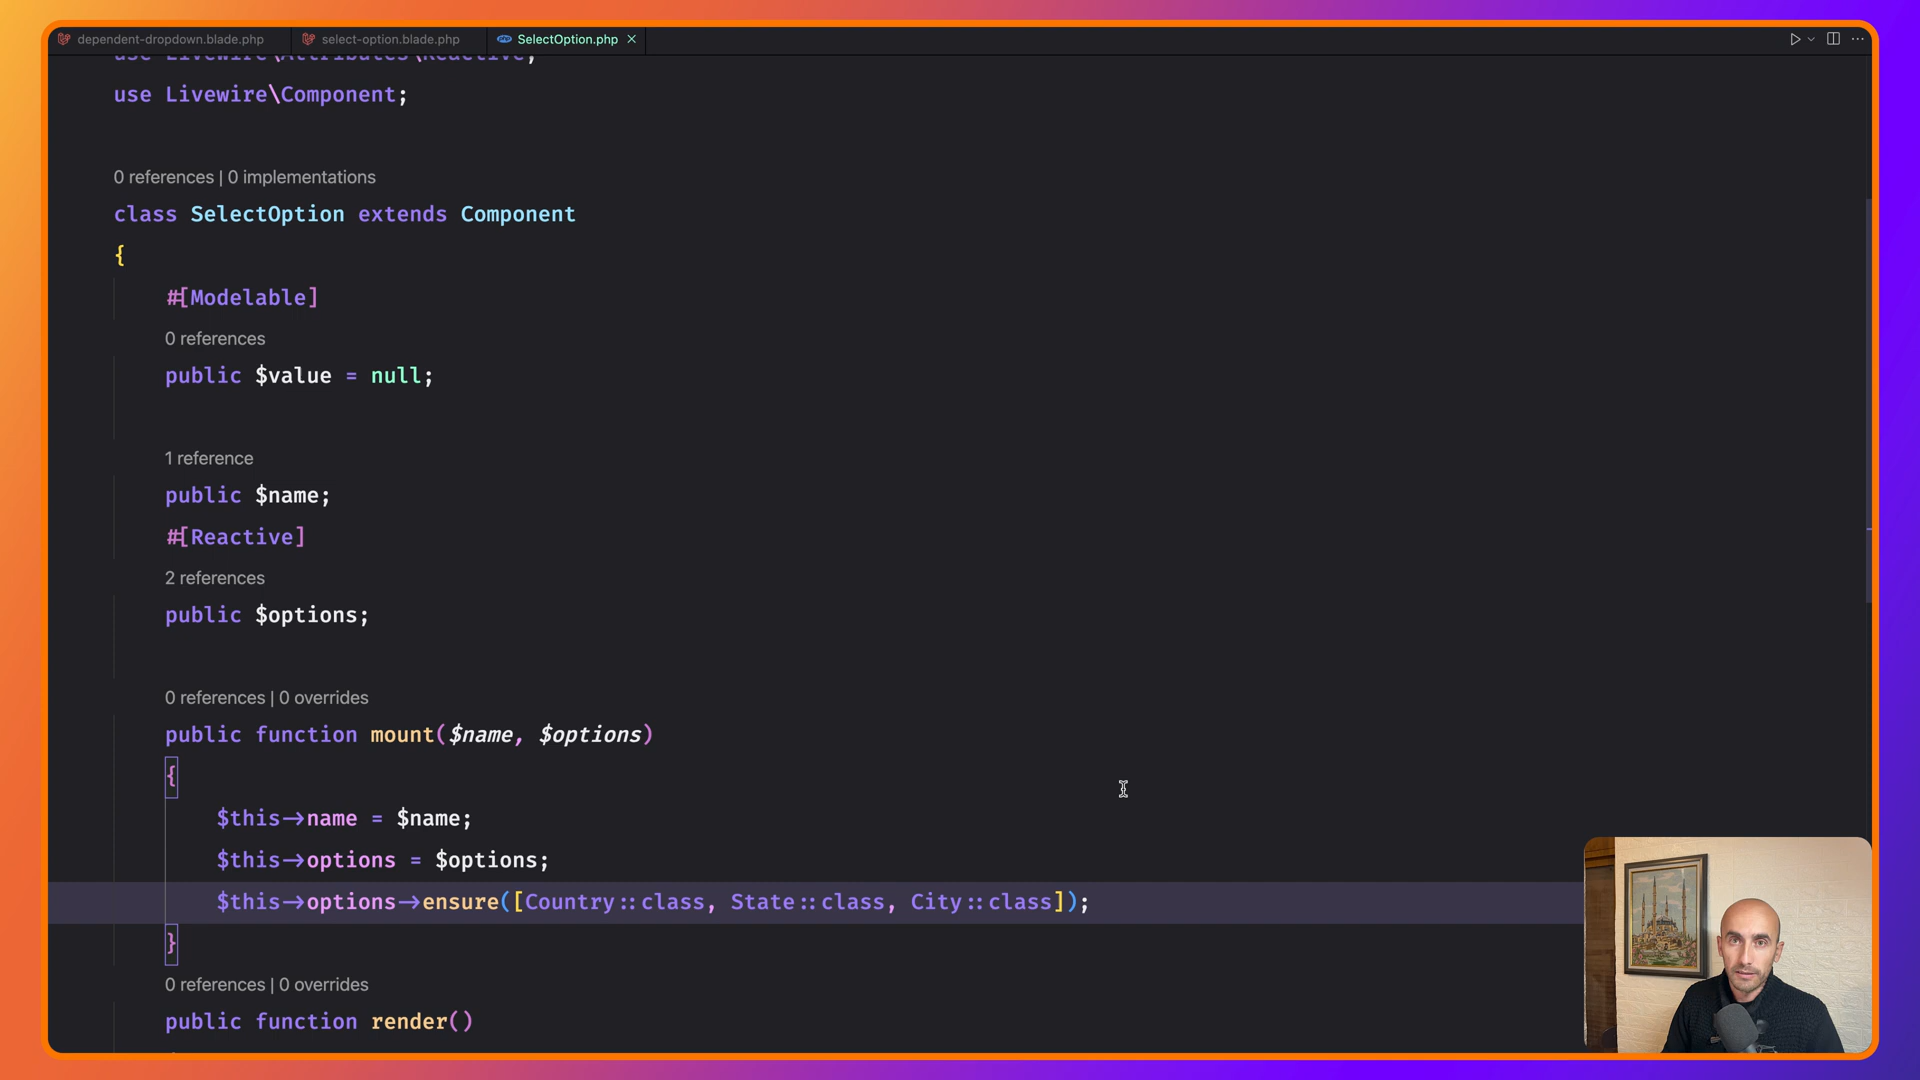 dependent-dropdown.blade.php
select-option.blade.php
SelectOption.php
use Livewire\Attributes\Reactive;
use Livewire\Component;
0 references | 0 implementations
class SelectOption extends Component
{
#[Modelable]
0 references
public $value = null;
1 reference
public $name;
#[Reactive]
2 references
public $options;
0 references | 0 overrides
public function mount($name, $options)
{
$this->name = $name;
$this->options = $options;
$this->options->ensure([Country::class, State::class, City::class]);
}
0 references | 0 overrides
public function render()